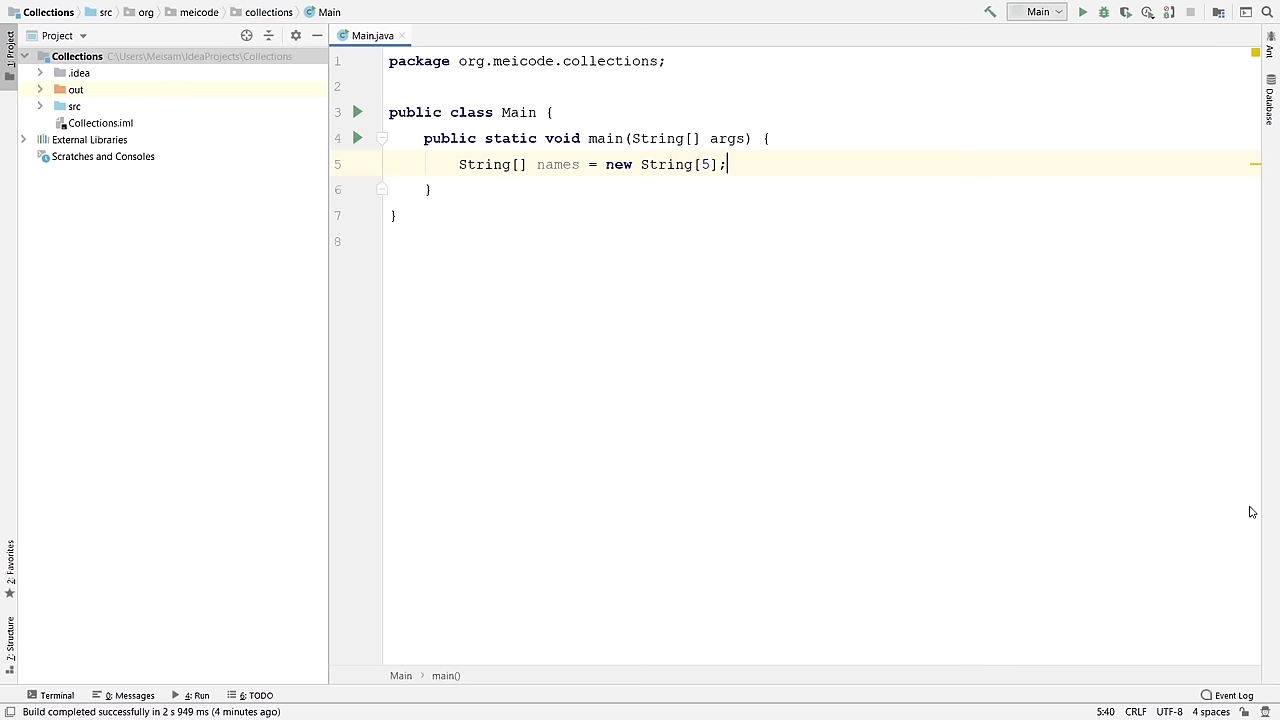 Collections src org meicode collections Main Main
1: Project
Project
Collections C:\Users\Meisam\IdeaProjects\Collections
.idea
out
src
Collections.iml
External Libraries
Scratches and Consoles
Main.java
1 package org.meicode.collections;
2
3 public class Main {
4 public static void main(String[] args) {
5 String[] names = new String[5];
6 }
7 }
8
Ant
Database
2: Favorites
7: Structure
Main main()
Terminal 0: Messages 4: Run 6: TODO Event Log
Build completed successfully in 2 s 949 ms (4 minutes ago) 5:40 CRLF UTF-8 4 spaces